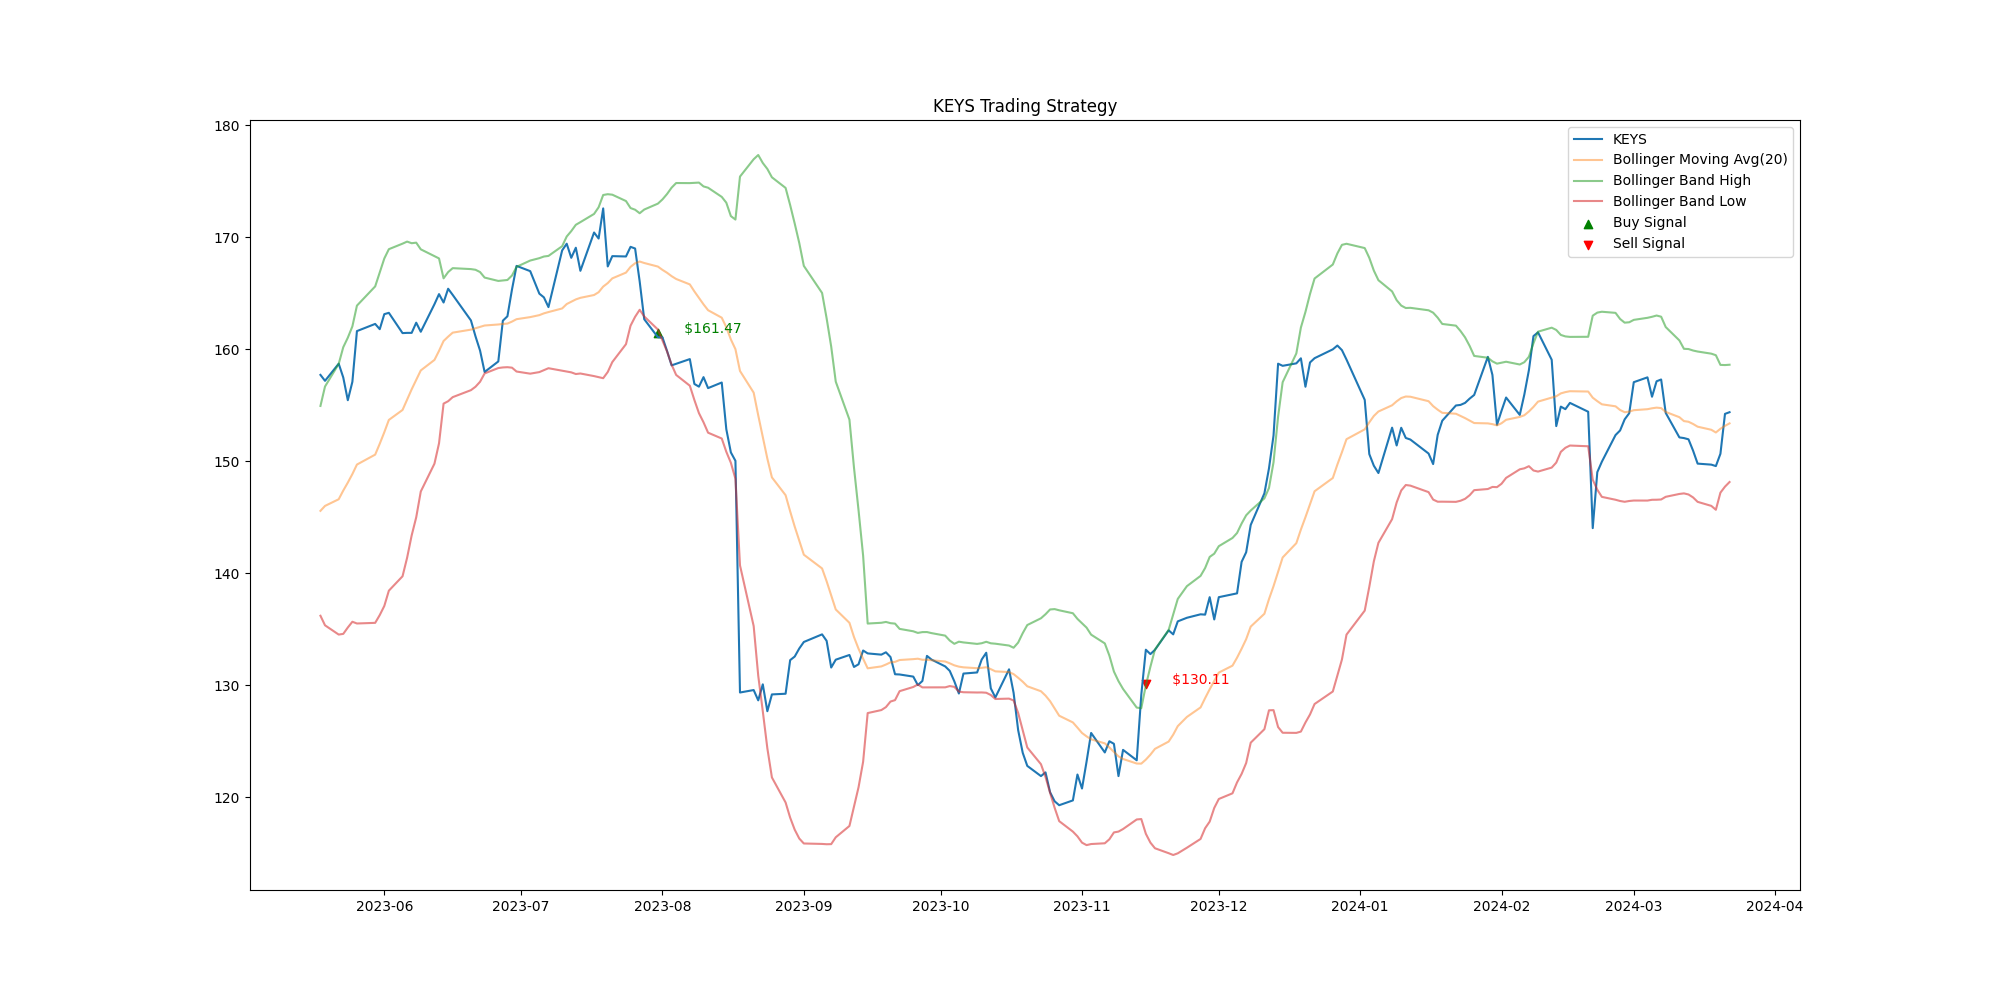 KEYS Trading Strategy
180
170
160
150
140
130
120
KEYS
Bollinger Moving Avg(20)
Bollinger Band High
Bollinger Band Low
Buy Signal
Sell Signal
$161.47
$130.11
2023-06 2023-07 2023-08 2023-09 2023-10 2023-11 2023-12 2024-01 2024-02 2024-03 2024-04